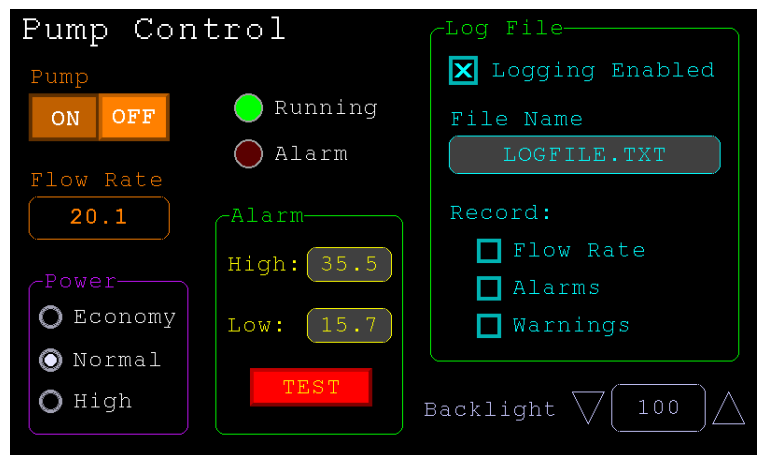 Pump Control
Pump
ON OFF
Running
Alarm
Flow Rate
20.1
Power
Economy
Normal
High
Alarm
High: 35.5
Low: 15.7
TEST
Log File
Logging Enabled
File Name
LOGFILE.TXT
Record:
Flow Rate
Alarms
Warnings
Backlight 100